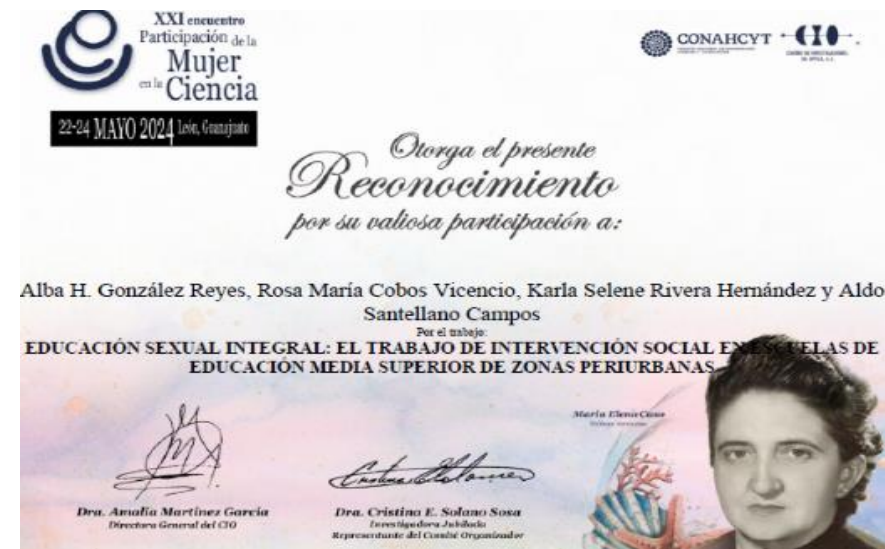 XXI encuentro
Participación de la
Mujer
en la Ciencia
22-24 MAYO 2024 León, Guanajuato
CONAHCYT
CIO
Otorga el presente
Reconocimiento
por su valiosa participación a:
Alba H. González Reyes, Rosa María Cobos Vicencio, Karla Selene Rivera Hernández y Aldo
Santellano Campos
Por el trabajo:
EDUCACIÓN SEXUAL INTEGRAL: EL TRABAJO DE INTERVENCIÓN SOCIAL EN ESCUELAS DE
EDUCACIÓN MEDIA SUPERIOR DE ZONAS PERIURBANAS
María Elena Caso
Dra. Amalia Martínez García
Directora General del CIO
Dra. Cristina E. Solano Sosa
Investigadora Jubilada
Representante del Comité Organizador